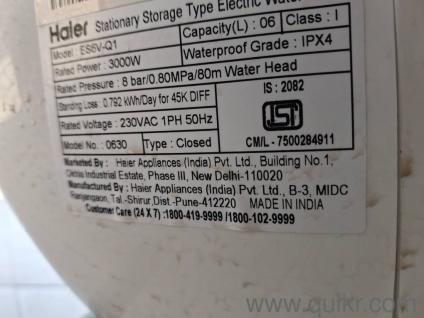 Haier Stationary Storage Type Electric Wate
Model : ES6V-Q1 Capacity(L) : 06 Class : I
Rated Power : 3000W Waterproof Grade : IPX4
Rated Pressure : 8 bar/0.80MPa/80m Water Head
Standing Loss : 0.792 kWh/Day for 45K DIFF IS : 2082
Rated Voltage : 230VAC 1PH 50Hz ISI
Model No. : 0630 Type : Closed CM/L - 7500284911
Marketed By : Haier Appliances (India) Pvt. Ltd., Building No.1,
Okhla Industrial Estate, Phase III, New Delhi-110020
Manufactured By : Haier Appliances (India) Pvt. Ltd., B-3, MIDC
Ranjangaon, Tal.-Shirur, Dist.-Pune-412220 MADE IN INDIA
Customer Care (24 X 7) :1800-419-9999 /1800-102-9999
www.quikr.com